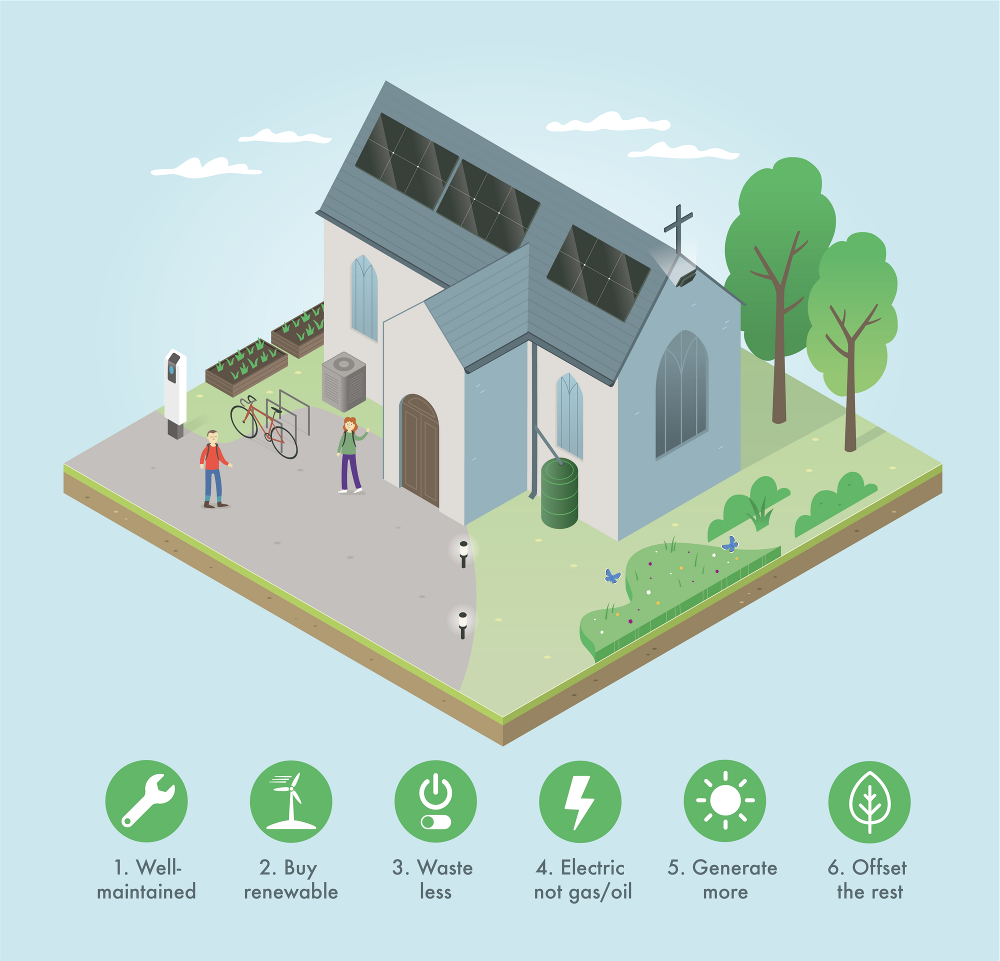 1. Well-
maintained
2. Buy
renewable
3. Waste
less
4. Electric
not gas/oil
5. Generate
more
6. Offset
the rest